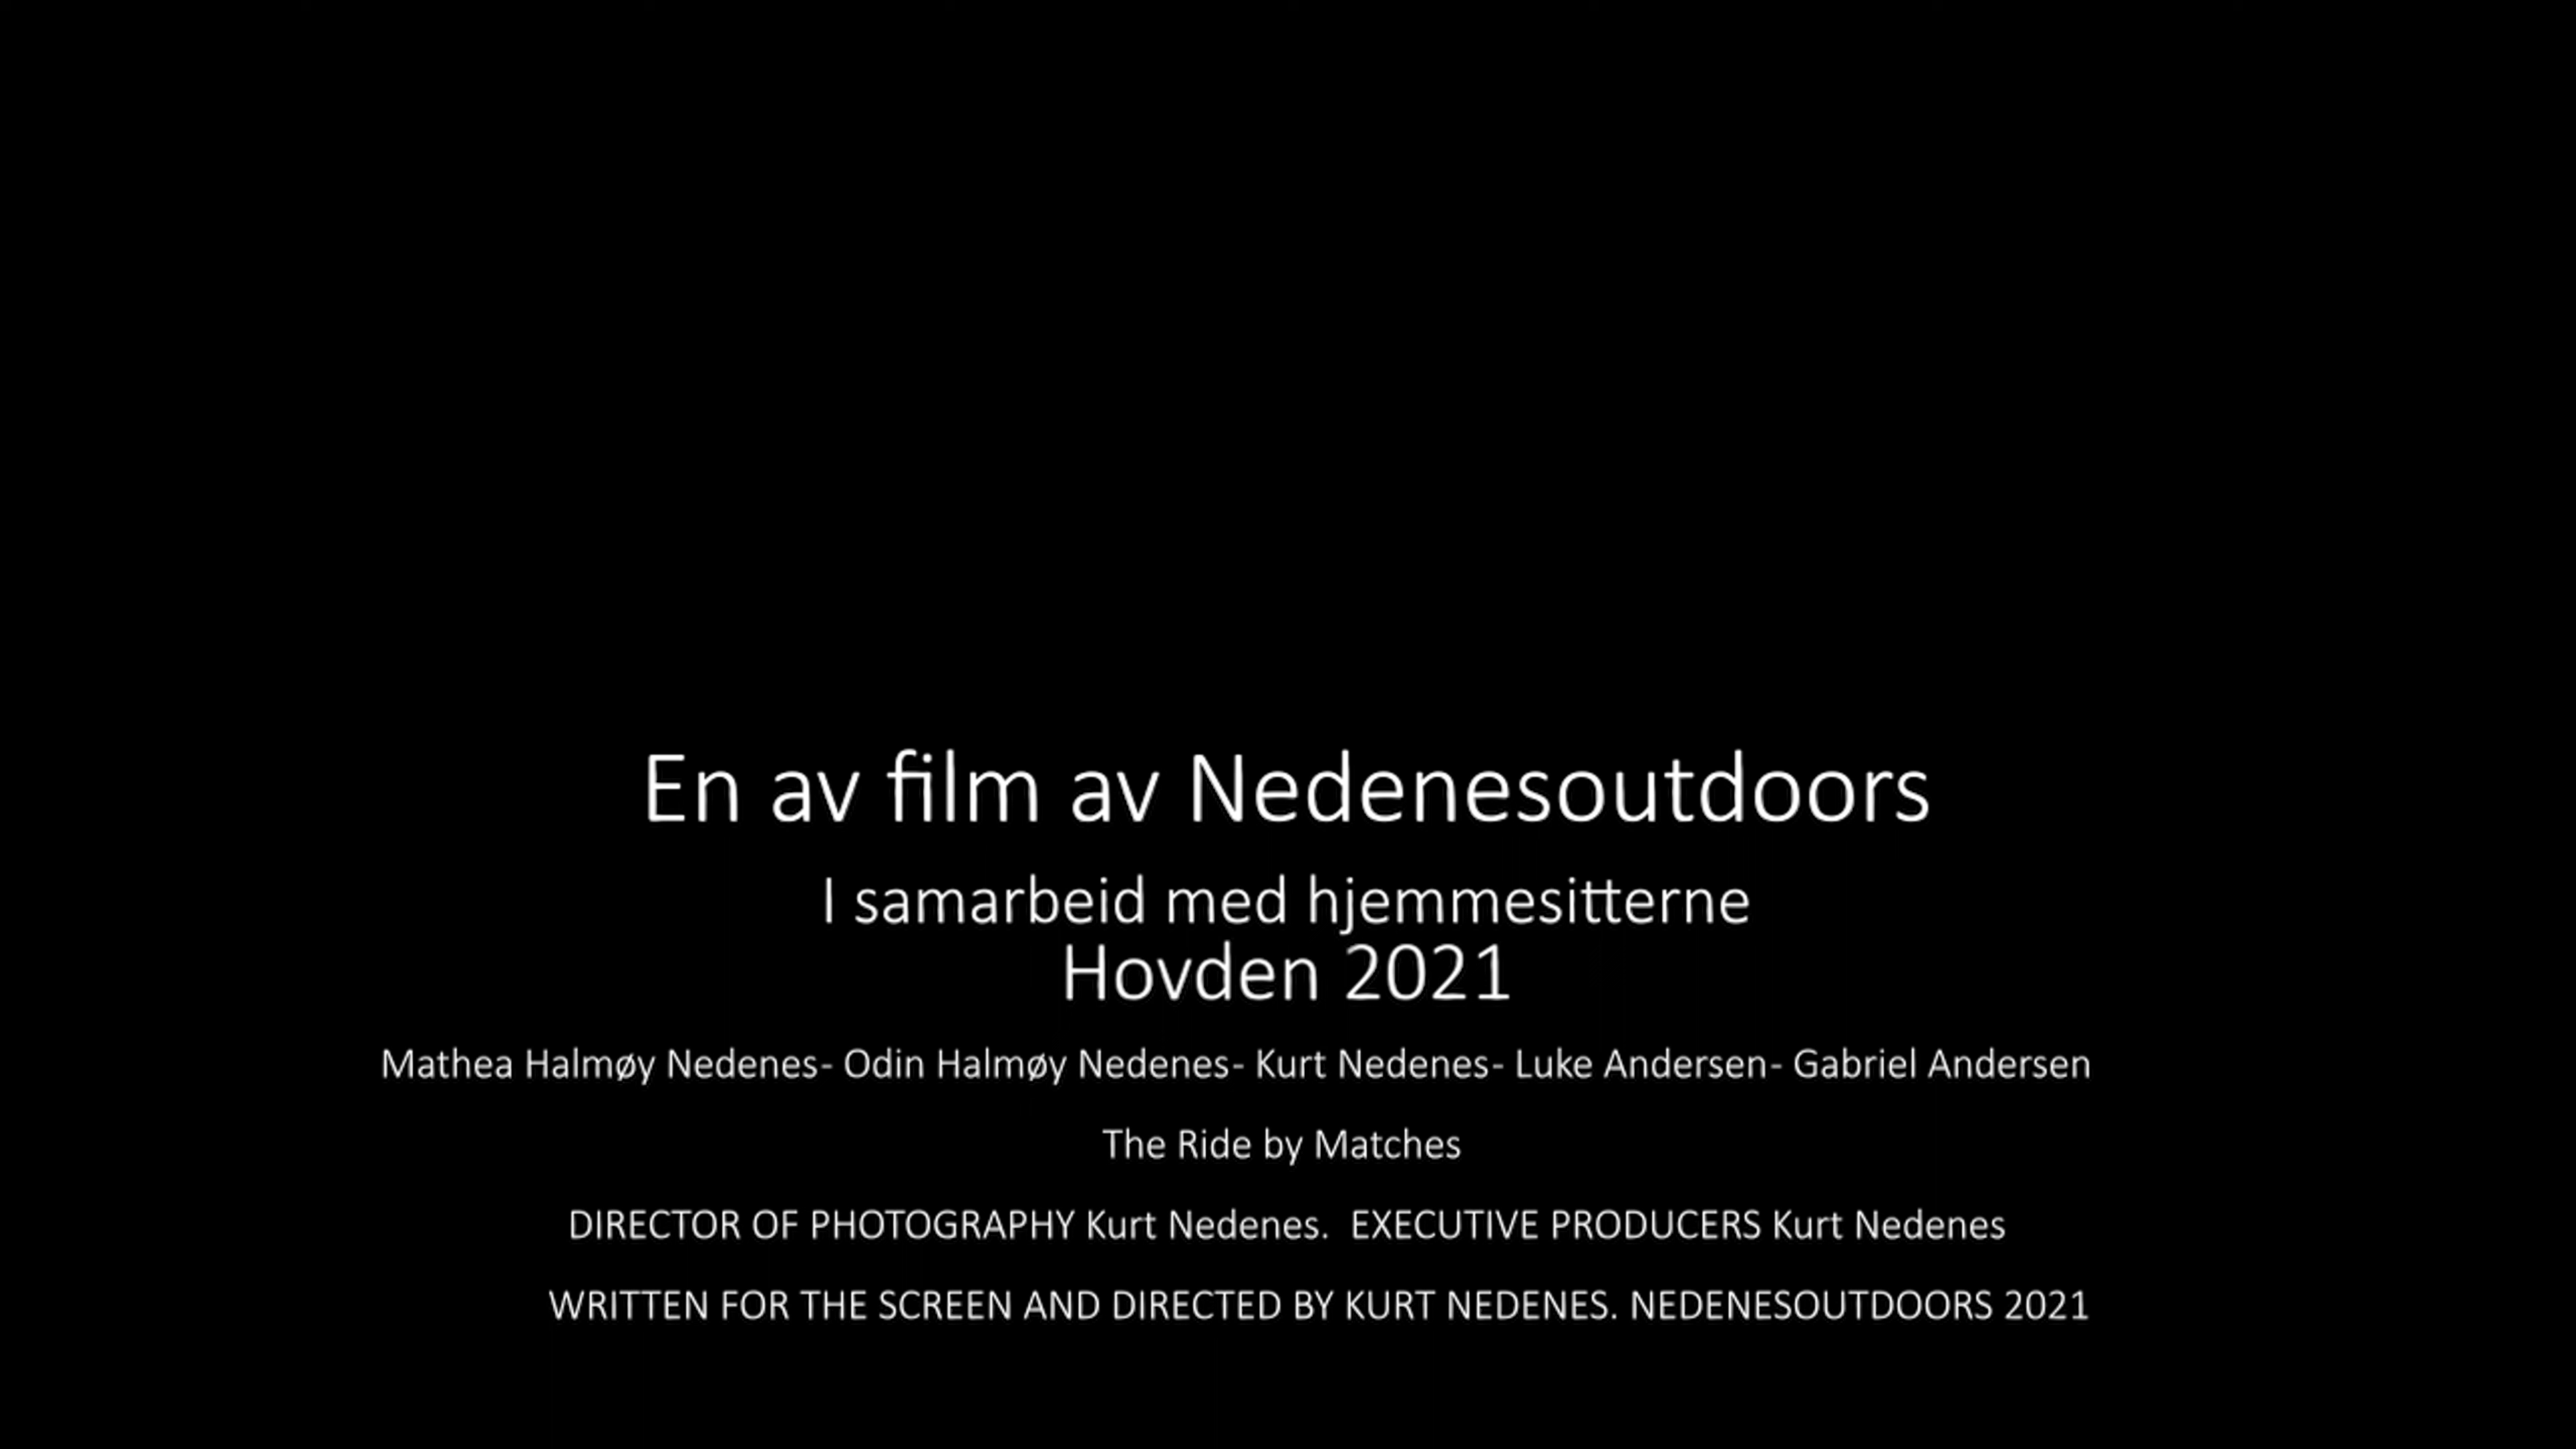 En av film av Nedenesoutdoors
I samarbeid med hjemmesitterne
Hovden 2021
Mathea Halmøy Nedenes- Odin Halmøy Nedenes- Kurt Nedenes- Luke Andersen- Gabriel Andersen
The Ride by Matches
DIRECTOR OF PHOTOGRAPHY Kurt Nedenes.  EXECUTIVE PRODUCERS Kurt Nedenes
WRITTEN FOR THE SCREEN AND DIRECTED BY KURT NEDENES. NEDENESOUTDOORS 2021